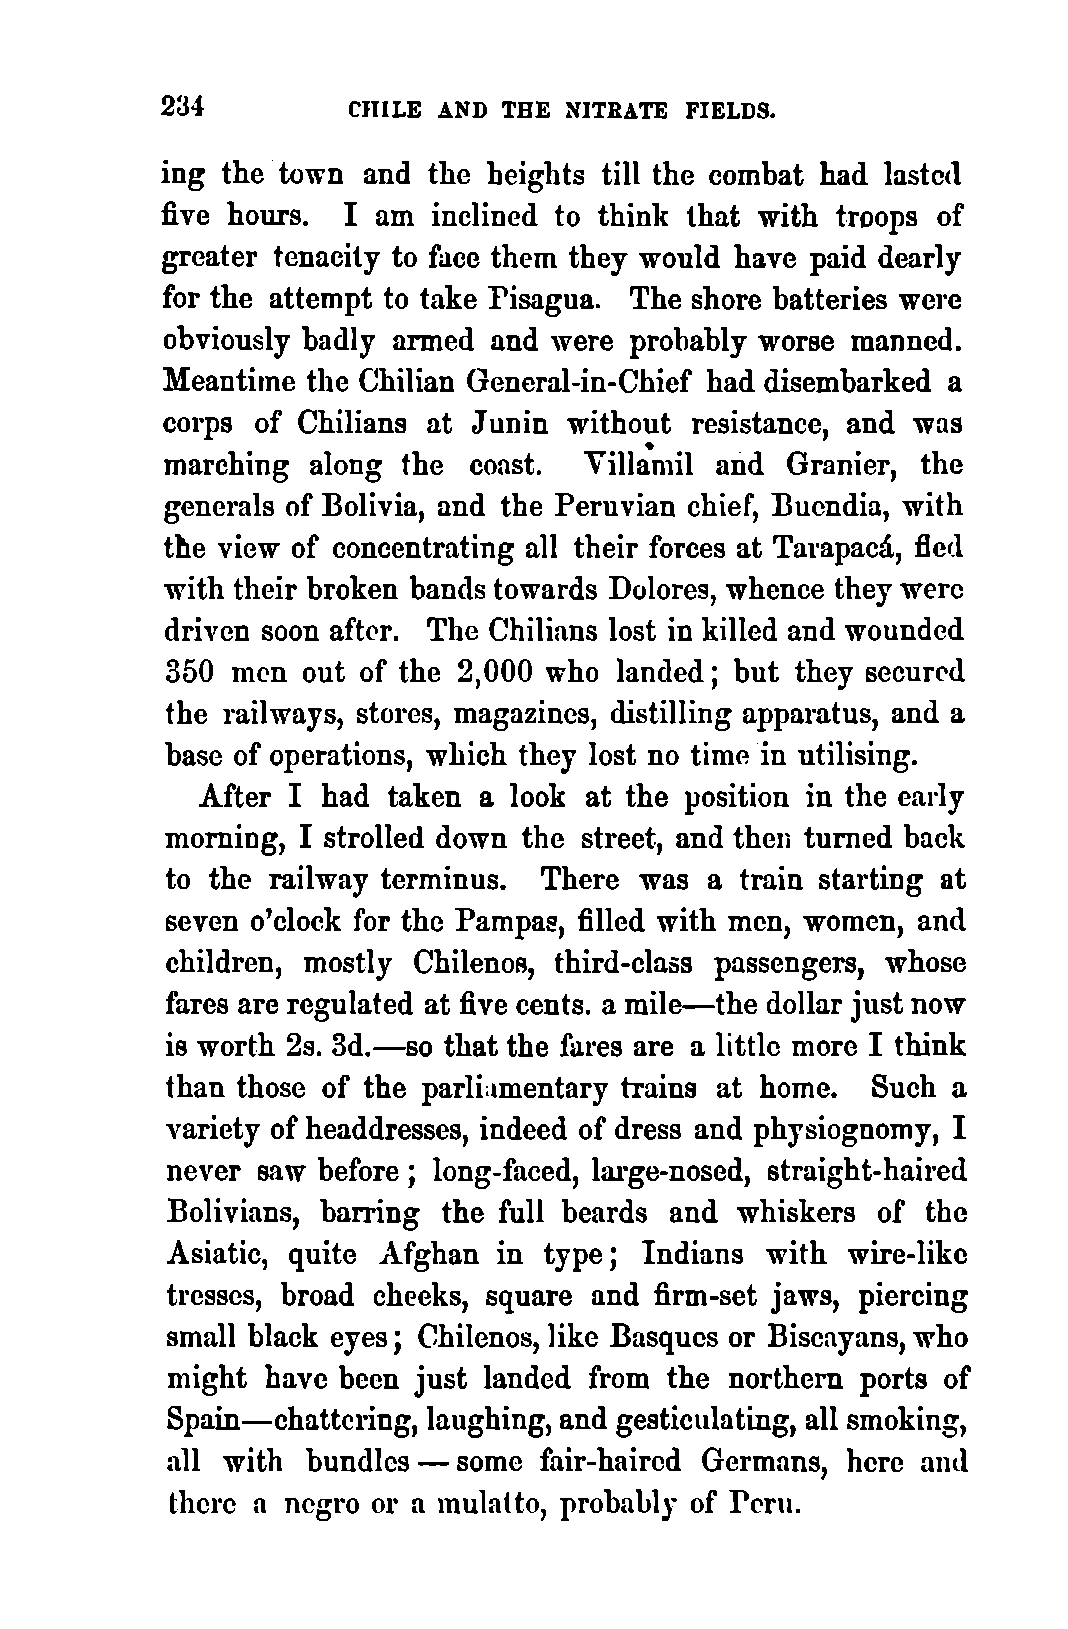 234 CHILE AND THE NITRATE FIELDS.
ing the town and the heights till the combat had lasted
five hours. I am inclined to think that with troops of
greater tenacity to face them they would have paid dearly
for the attempt to take Pisagua. The shore batteries were
obviously badly armed and were probably worse manned.
Meantime the Chilian General-in-Chief had disembarked a
corps of Chilians at Junin without resistance, and was
marching along the coast. Villamil and Granier, the
generals of Bolivia, and the Peruvian chief, Buendia, with
the view of concentrating all their forces at Tarapacá, fled
with their broken bands towards Dolores, whence they were
driven soon after. The Chilians lost in killed and wounded
350 men out of the 2,000 who landed; but they secured
the railways, stores, magazines, distilling apparatus, and a
base of operations, which they lost no time in utilising.
After I had taken a look at the position in the early
morning, I strolled down the street, and then turned back
to the railway terminus. There was a train starting at
seven o'clock for the Pampas, filled with men, women, and
children, mostly Chilenos, third-class passengers, whose
fares are regulated at five cents. a mile—the dollar just now
is worth 2s. 3d.—so that the fares are a little more I think
than those of the parliamentary trains at home. Such a
variety of headdresses, indeed of dress and physiognomy, I
never saw before; long-faced, large-nosed, straight-haired
Bolivians, barring the full beards and whiskers of the
Asiatic, quite Afghan in type; Indians with wire-like
tresses, broad cheeks, square and firm-set jaws, piercing
small black eyes; Chilenos, like Basques or Biscayans, who
might have been just landed from the northern ports of
Spain—chattering, laughing, and gesticulating, all smoking,
all with bundles — some fair-haired Germans, here and
there a negro or a mulatto, probably of Peru.